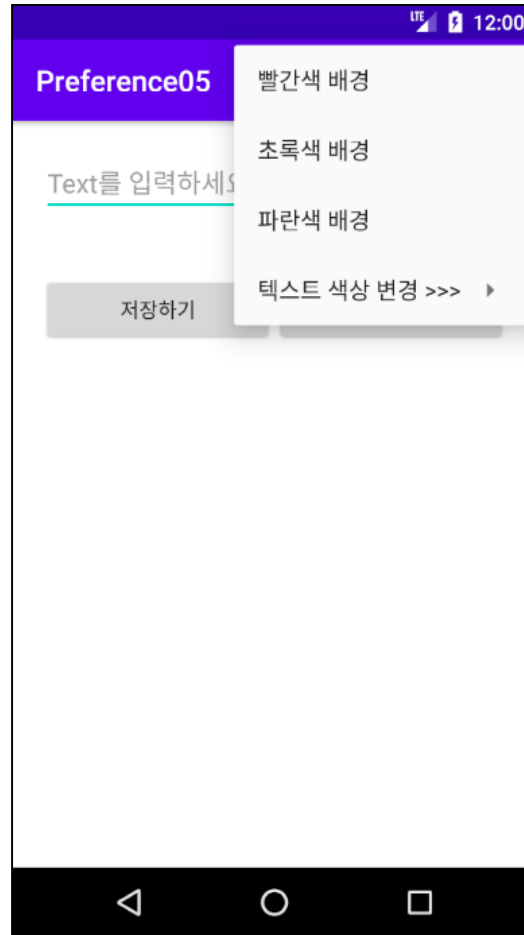 LTE 12:00
Preference05
빨간색 배경
초록색 배경
Text를 입력하세요
파란색 배경
텍스트 색상 변경 >>>
저장하기